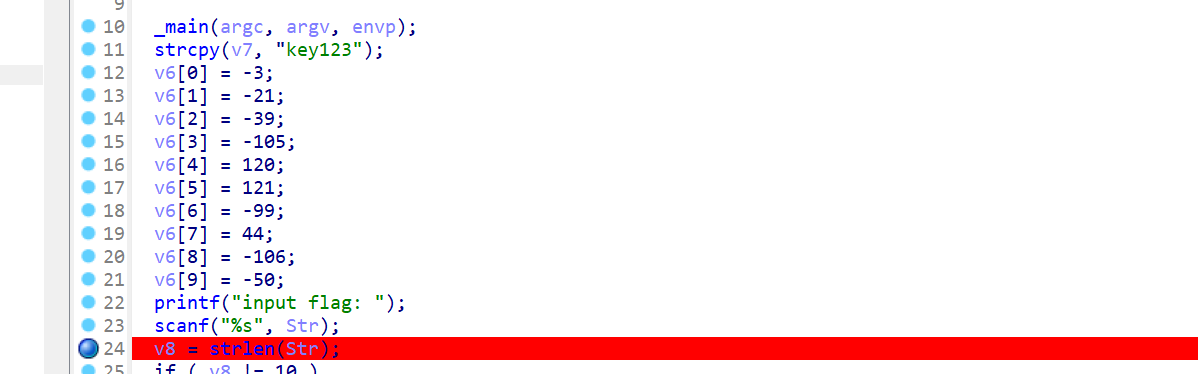 9
10 _main(argc, argv, envp);
11 strcpy(v7, "key123");
12 v6[0] = -3;
13 v6[1] = -21;
14 v6[2] = -39;
15 v6[3] = -105;
16 v6[4] = 120;
17 v6[5] = 121;
18 v6[6] = -99;
19 v6[7] = 44;
20 v6[8] = -106;
21 v6[9] = -50;
22 printf("input flag: ");
23 scanf("%s", Str);
24 v8 = strlen(Str);
25 if ( v8 != 10 )